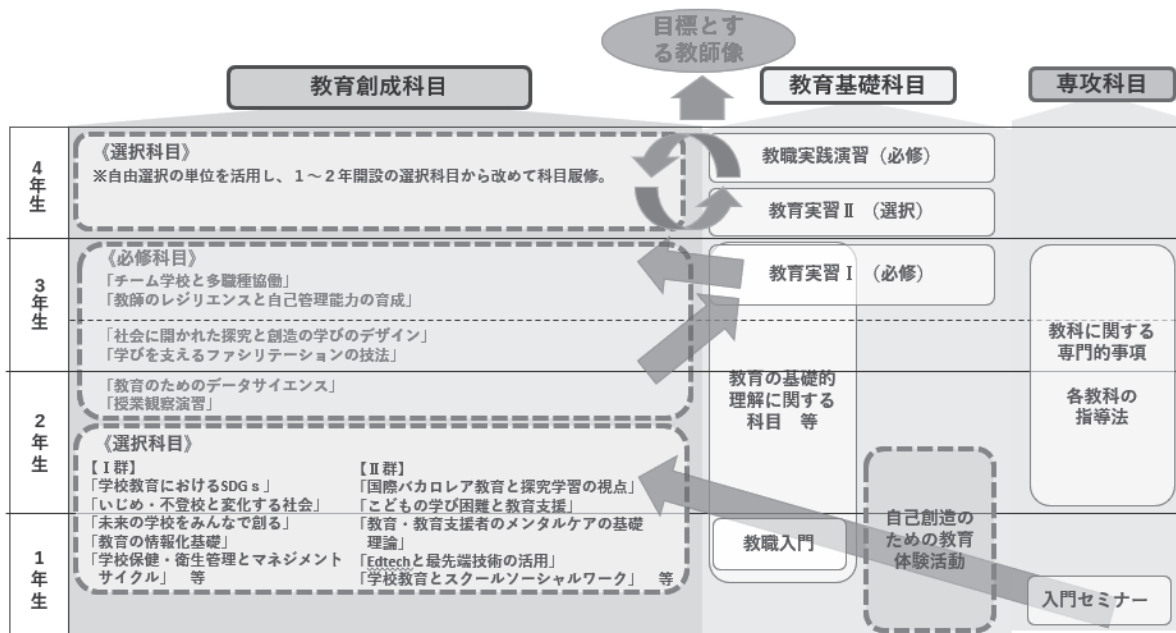 目標とす
る教師像
教育創成科目
教育基礎科目
専攻科目
4年生
《選択科目》
※自由選択の単位を活用し、１～２年開設の選択科目から改めて科目履修。
教職実践演習（必修）
教育実習Ⅱ （選択）
3年生
《必修科目》
「チーム学校と多職種協働」
「教師のレジリエンスと自己管理能力の育成」
「社会に開かれた探究と創造の学びのデザイン」
「学びを支えるファシリテーションの技法」
教育実習Ⅰ （必修）
教科に関する
専門的事項
各教科の
指導法
2年生
「教育のためのデータサイエンス」
「授業観察演習」
教育の基礎的
理解に関する
科目 等
《選択科目》
【Ⅰ群】
「学校教育におけるSDGｓ」
「いじめ・不登校と変化する社会」
「未来の学校をみんなで創る」
「教育の情報化基礎」
「学校保健・衛生管理とマネジメント
サイクル」 等
【Ⅱ群】
「国際バカロレア教育と探究学習の視点」
「こどもの学び困難と教育支援」
「教育・教育支援者のメンタルケアの基礎
理論」
「Edtechと最先端技術の活用」
「学校教育とスクールソーシャルワーク」 等
1年生
教職入門
自己創造の
ための教育
体験活動
入門セミナー